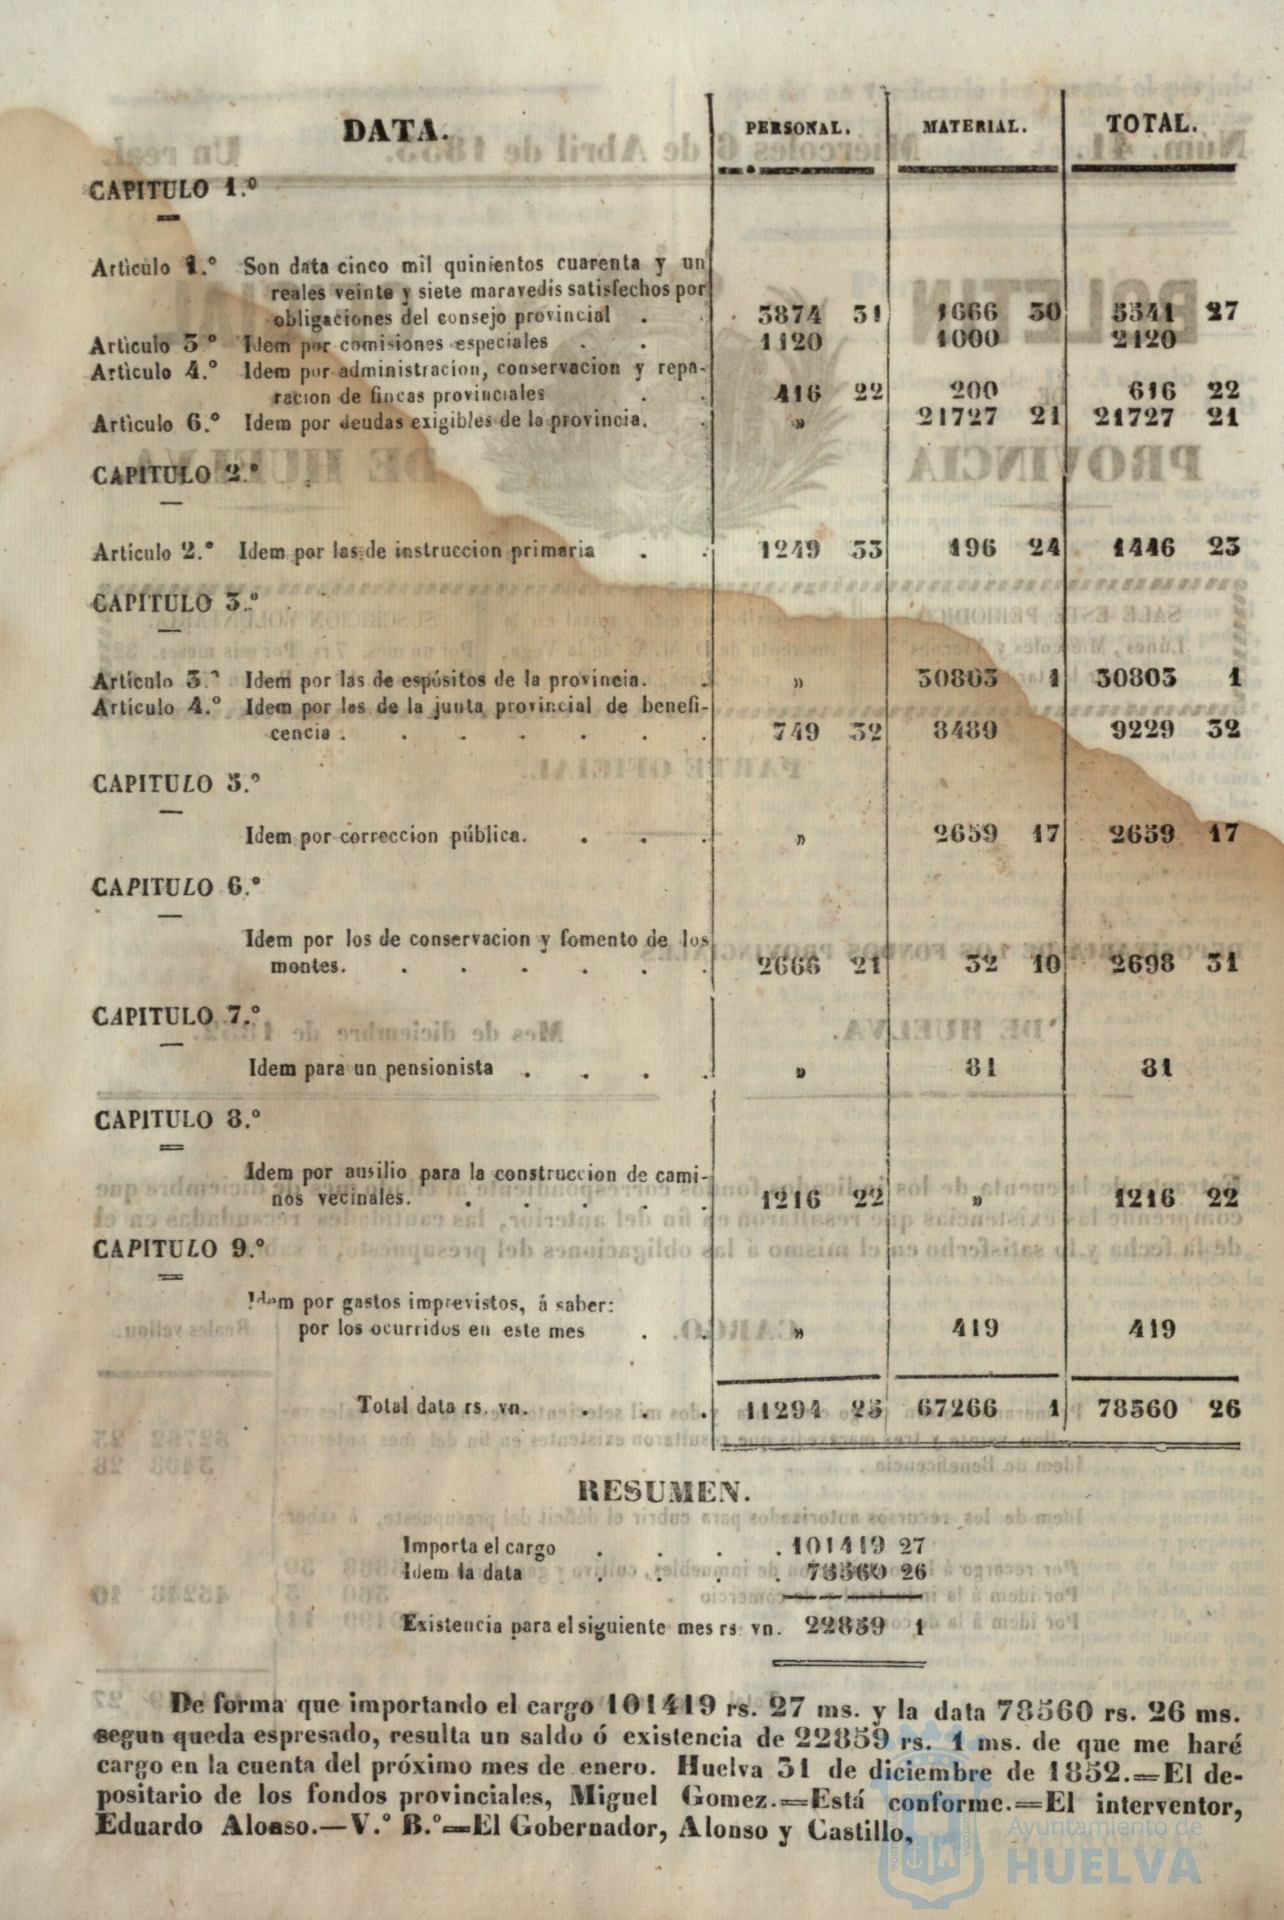 DATA. PERSONAL. MATERIAL. TOTAL.
CAPITULO 1.º
Artículo 1.º Son data cinco mil quinientos cuarenta y un
reales veinte y siete maravedís satisfechos por
obligaciones del consejo provincial . . 3874 31 1666 30 5541 27
Artículo 3.º Idem por comisiones especiales . . 1120 1000 2120
Artículo 4.º Idem por administracion, conservacion y repa-
racion de fincas provinciales . . 416 22 200 616 22
Artículo 6.º Idem por deudas exigibles de la provincia. . » 21727 21 21727 21
CAPITULO 2.º
Artículo 2.º Idem por las de instruccion primaria . . 1249 33 196 24 1446 23
CAPITULO 3.º
Artículo 3.º Idem por las de espósitos de la provincia. . » 30803 1 30803 1
Artículo 4.º Idem por las de la junta provincial de benefi-
cencia . . . . . . . 749 32 8480 9229 32
CAPITULO 5.º
Idem por correccion pública. . . . » 2659 17 2659 17
CAPITULO 6.º
Idem por los de conservacion y fomento de los
montes. . . . . . . 2666 21 32 10 2698 31
CAPITULO 7.º
Idem para un pensionista . . . . » 81 81
CAPITULO 8.º
Idem por ausilio para la construccion de cami-
nos vecinales. . . . . . 1216 22 » 1216 22
CAPITULO 9.º
Idem por gastos imprevistos, á saber:
por los ocurridos en este mes . . » 419 419
Total data rs. vn. . . . 11294 25 67266 1 78560 26
RESUMEN.
Importa el cargo . . . . 101419 27
Idem la data . . . . 78560 26
Existencia para el siguiente mes rs vn. 22859 1
De forma que importando el cargo 101419 rs. 27 ms. y la data 78560 rs. 26 ms.
segun queda espresado, resulta un saldo ó existencia de 22859 rs. 1 ms. de que me haré
cargo en la cuenta del próximo mes de enero. Huelva 31 de diciembre de 1852.=El de-
positario de los fondos provinciales, Miguel Gomez.=Está conforme.=El interventor,
Eduardo Alonso.—V.º B.º=El Gobernador, Alonso y Castillo.
Ayuntamiento de
HUELVA